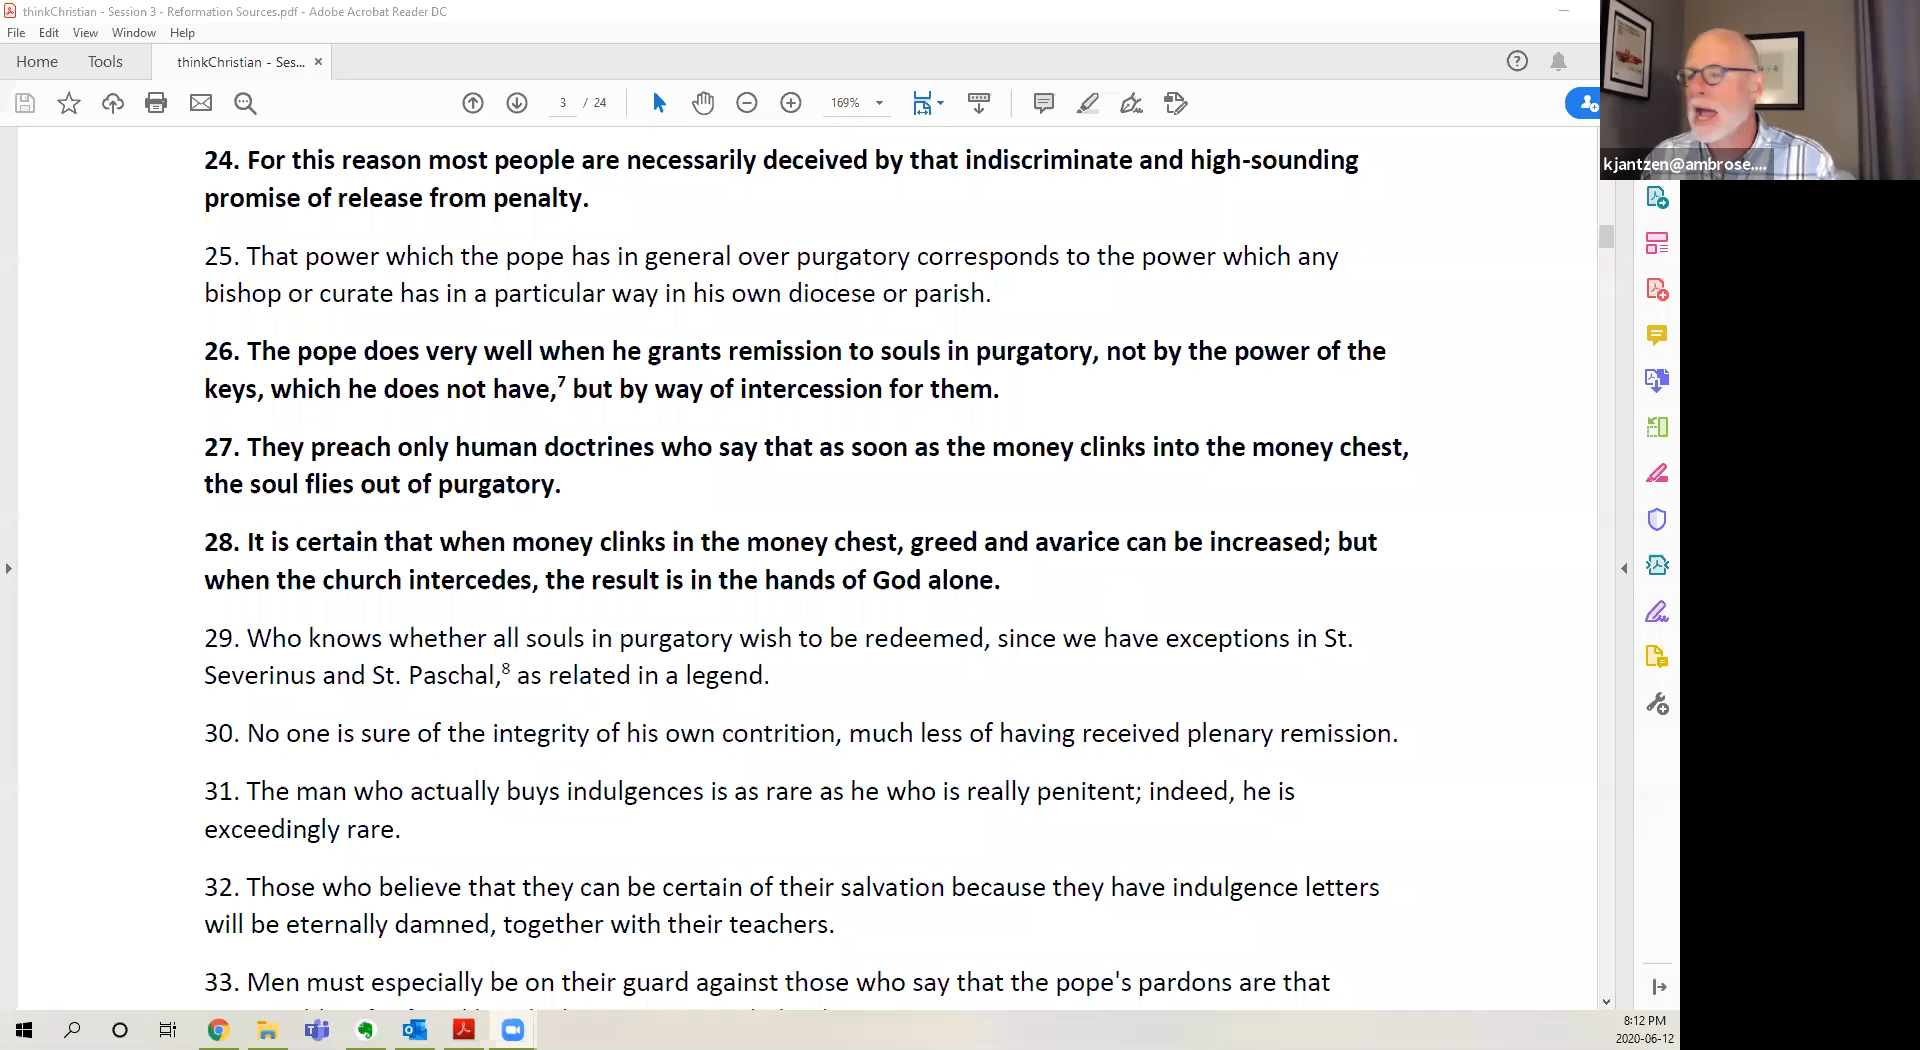 thinkChristian - Session 3 - Reformation Sources.pdf - Adobe Acrobat Reader DC
File Edit View Window Help
Home Tools thinkChristian - Ses... ×
3 / 24 169%
kjantzen@ambrose....
24. For this reason most people are necessarily deceived by that indiscriminate and high-sounding
promise of release from penalty.
25. That power which the pope has in general over purgatory corresponds to the power which any
bishop or curate has in a particular way in his own diocese or parish.
26. The pope does very well when he grants remission to souls in purgatory, not by the power of the
keys, which he does not have,7 but by way of intercession for them.
27. They preach only human doctrines who say that as soon as the money clinks into the money chest,
the soul flies out of purgatory.
28. It is certain that when money clinks in the money chest, greed and avarice can be increased; but
when the church intercedes, the result is in the hands of God alone.
29. Who knows whether all souls in purgatory wish to be redeemed, since we have exceptions in St.
Severinus and St. Paschal,8 as related in a legend.
30. No one is sure of the integrity of his own contrition, much less of having received plenary remission.
31. The man who actually buys indulgences is as rare as he who is really penitent; indeed, he is
exceedingly rare.
32. Those who believe that they can be certain of their salvation because they have indulgence letters
will be eternally damned, together with their teachers.
33. Men must especially be on their guard against those who say that the pope's pardons are that
8:12 PM
2020-06-12